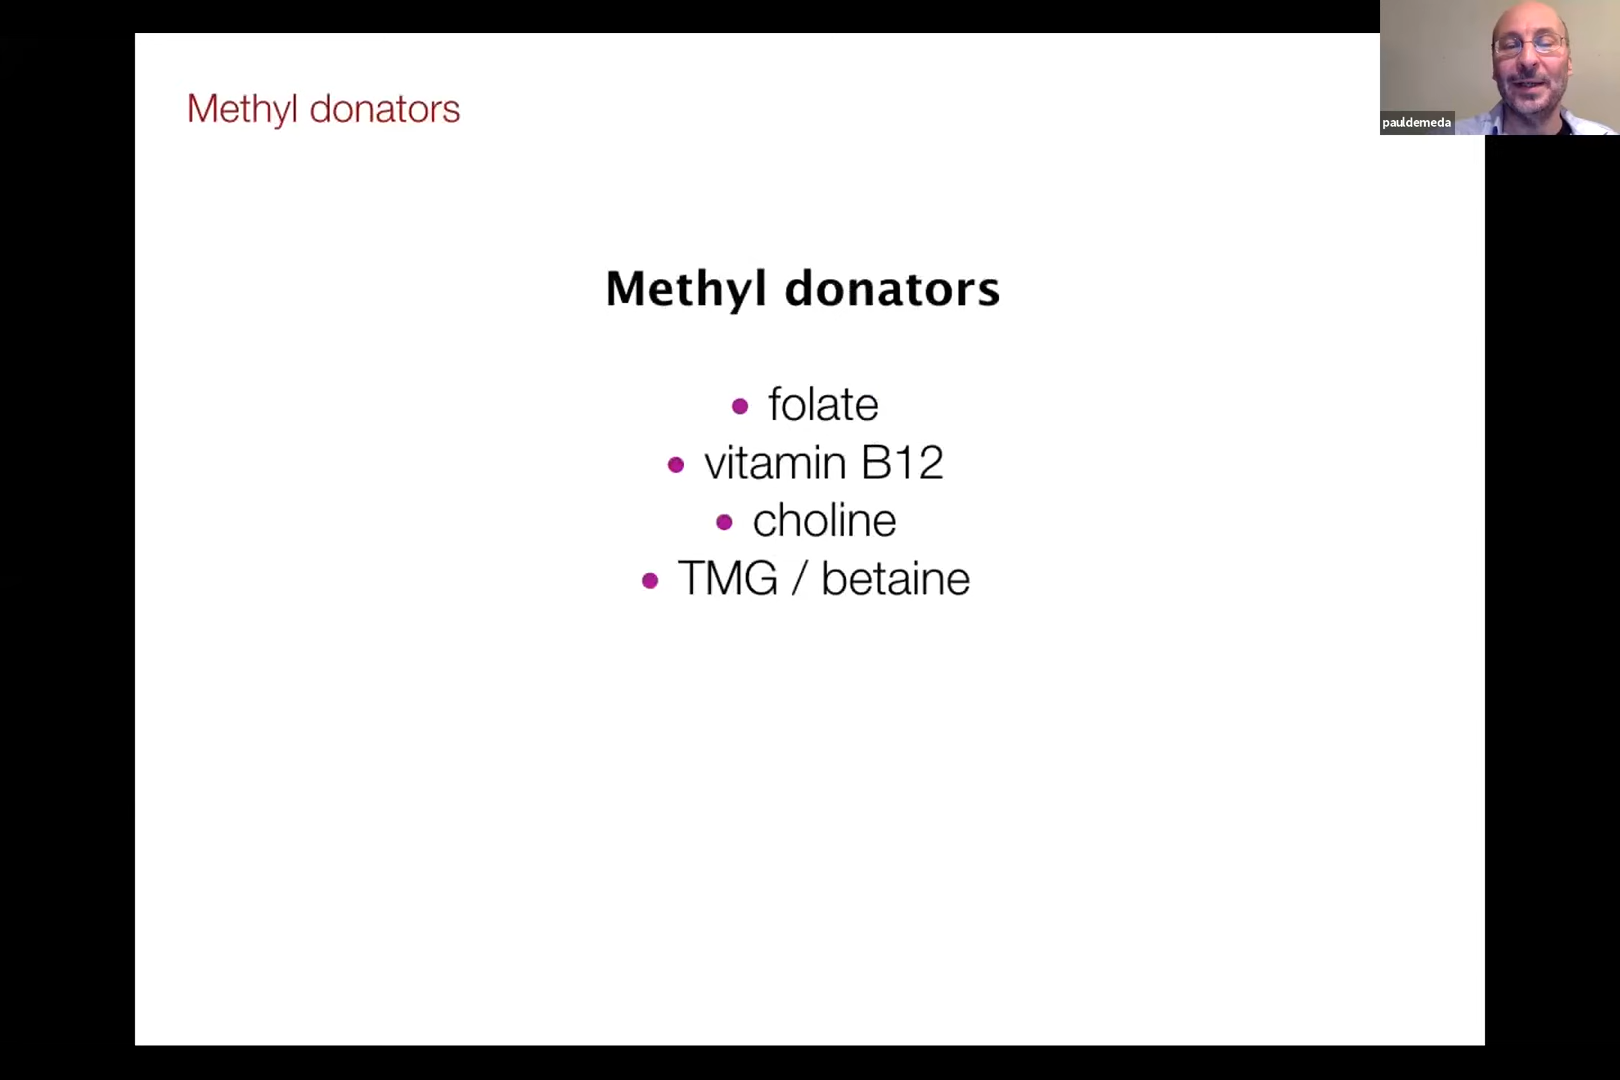 Methyl donators
pauldemeda
Methyl donators
• folate
• vitamin B12
• choline
• TMG / betaine